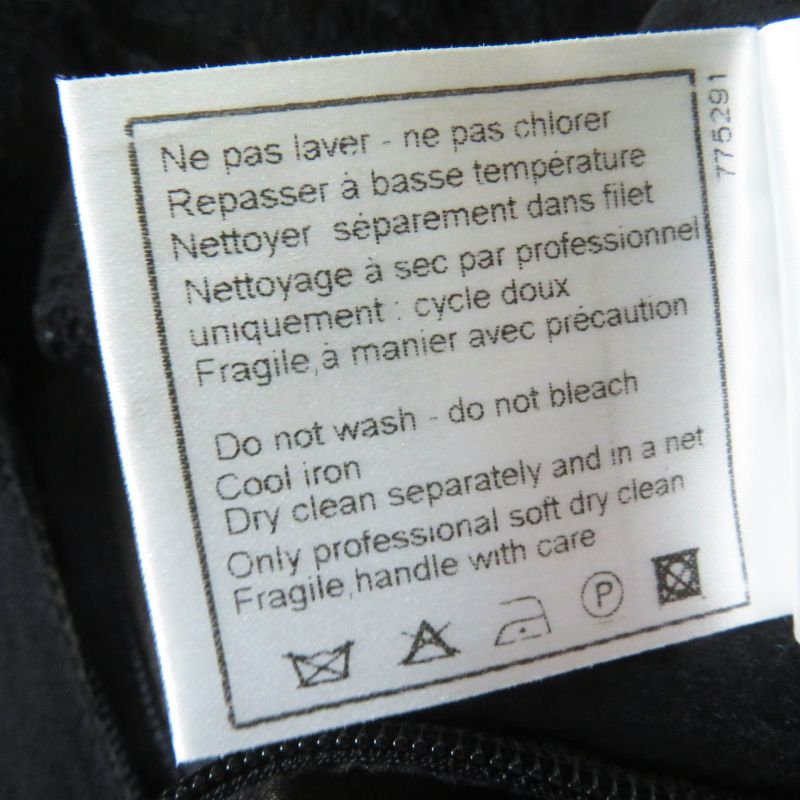 Ne pas laver - ne pas chlorer
Repasser à basse température
Nettoyer séparement dans filet
Nettoyage à sec par professionnel
uniquement : cycle doux
Fragile, à manier avec précaution
Do not wash - do not bleach
Cool iron
Dry clean separately and in a net
Only professional soft dry clean
Fragile, handle with care
P
775291